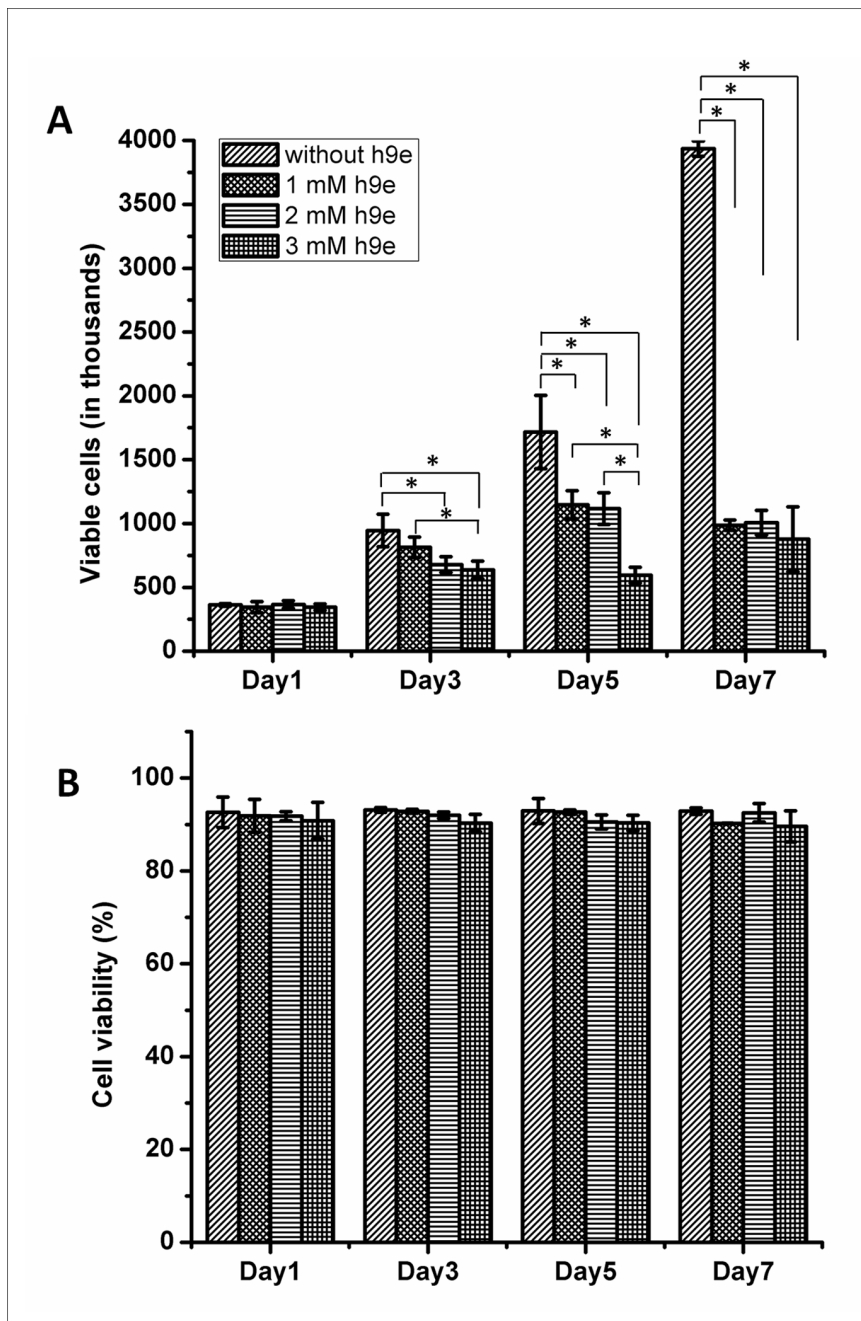 A
Viable cells (in thousands)
4000
3500
3000
2500
2000
1500
1000
500
0
without h9e
1 mM h9e
2 mM h9e
3 mM h9e
* * * * * * * * * * * 
Day1 Day3 Day5 Day7
B
Cell viability (%)
100
80
60
40
20
0
Day1 Day3 Day5 Day7